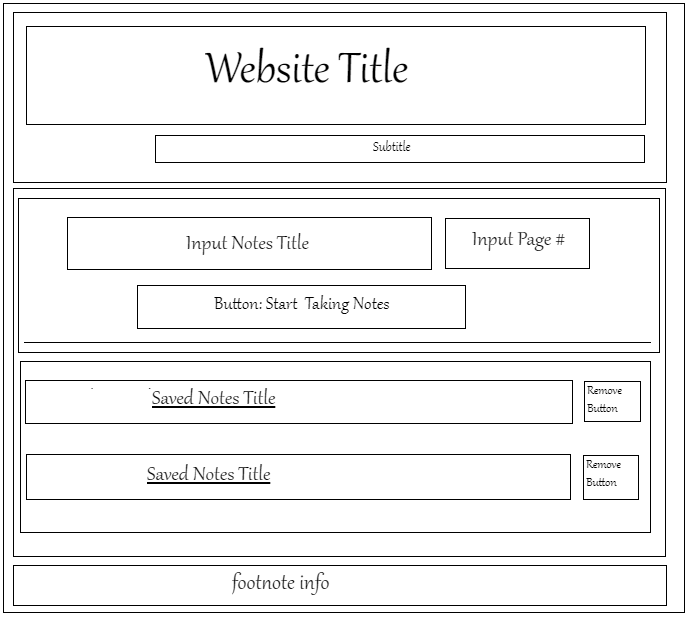 Website Title
Subtitle
Input Notes Title
Input Page #
Button: Start Taking Notes
Saved Notes Title
Remove
Button
Saved Notes Title
Remove
Button
footnote info